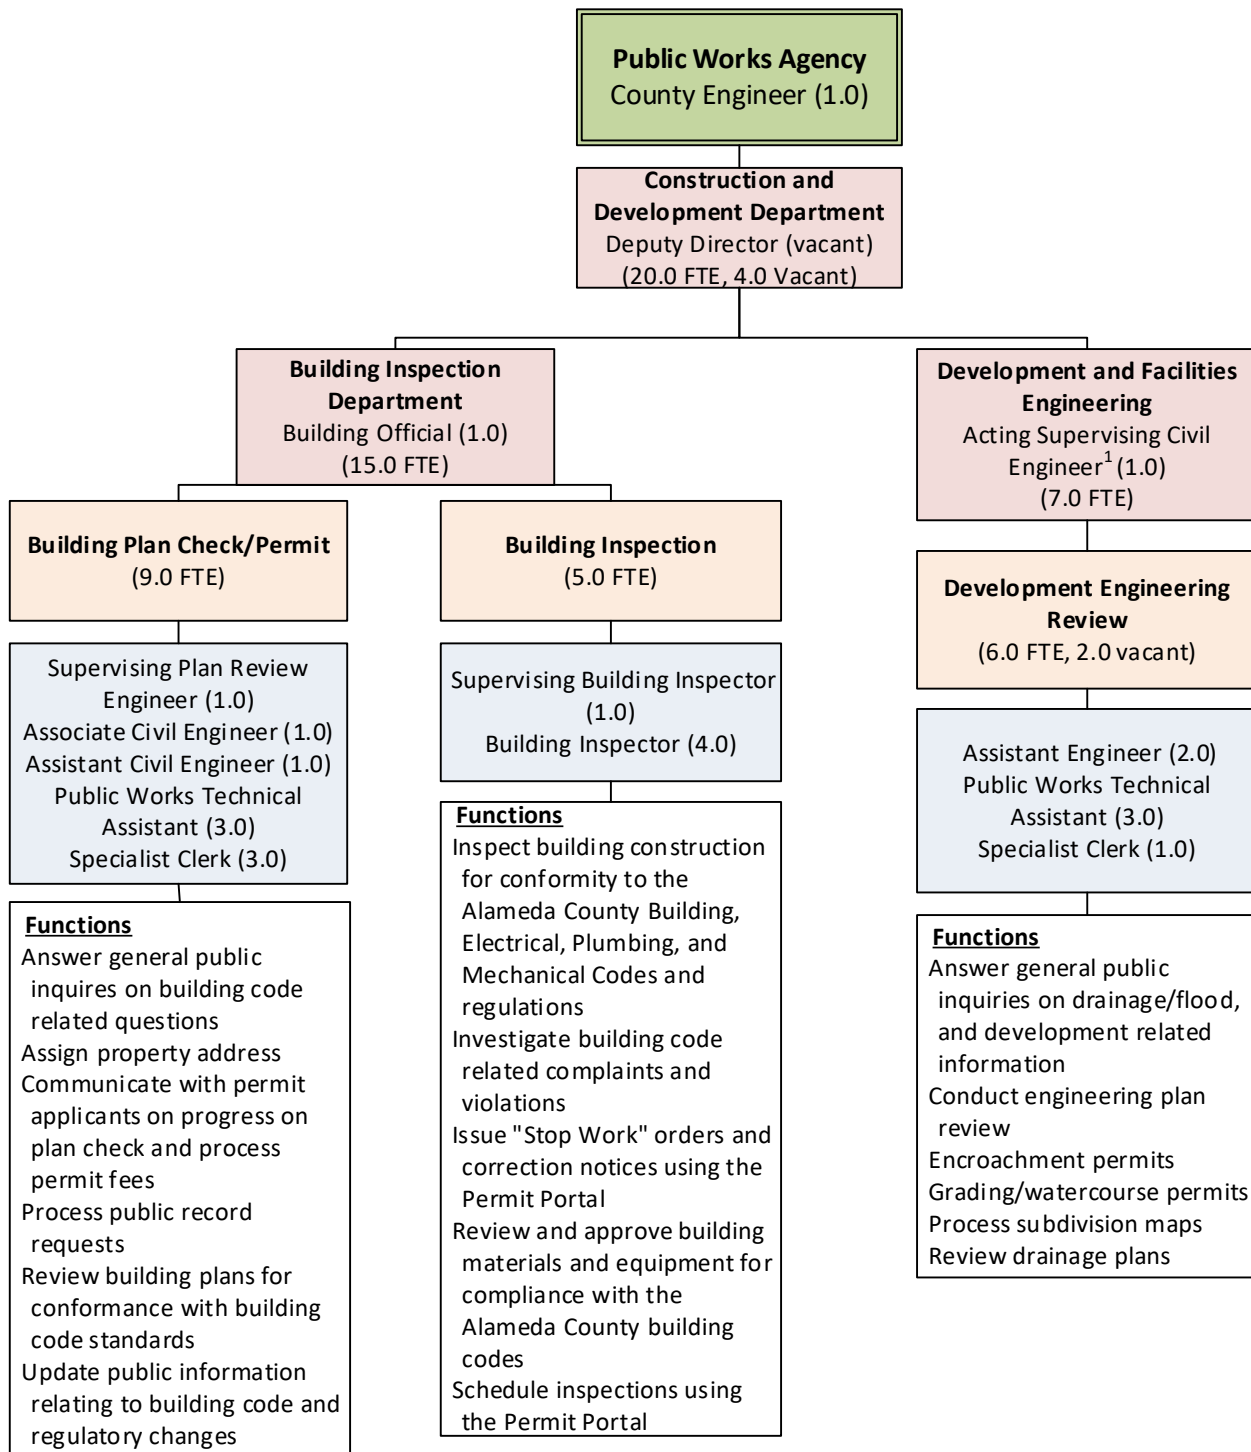 Public Works Agency
County Engineer (1.0)
Construction and
Development Department
Deputy Director (vacant)
(20.0 FTE, 4.0 Vacant)
Building Inspection
Department
Building Official (1.0)
(15.0 FTE)
Development and Facilities
Engineering
Acting Supervising Civil
Engineer¹ (1.0)
(7.0 FTE)
Building Plan Check/Permit
(9.0 FTE)
Building Inspection
(5.0 FTE)
Development Engineering
Review
(6.0 FTE, 2.0 vacant)
Supervising Plan Review
Engineer (1.0)
Associate Civil Engineer (1.0)
Assistant Civil Engineer (1.0)
Public Works Technical
Assistant (3.0)
Specialist Clerk (3.0)
Supervising Building Inspector
(1.0)
Building Inspector (4.0)
Assistant Engineer (2.0)
Public Works Technical
Assistant (3.0)
Specialist Clerk (1.0)
Functions
Answer general public
inquires on building code
related questions
Assign property address
Communicate with permit
applicants on progress on
plan check and process
permit fees
Process public record
requests
Review building plans for
conformance with building
code standards
Update public information
relating to building code and
regulatory changes
Functions
Inspect building construction
for conformity to the
Alameda County Building,
Electrical, Plumbing, and
Mechanical Codes and
regulations
Investigate building code
related complaints and
violations
Issue "Stop Work" orders and
correction notices using the
Permit Portal
Review and approve building
materials and equipment for
compliance with the
Alameda County building
codes
Schedule inspections using
the Permit Portal
Functions
Answer general public
inquiries on drainage/flood,
and development related
information
Conduct engineering plan
review
Encroachment permits
Grading/watercourse permits
Process subdivision maps
Review drainage plans